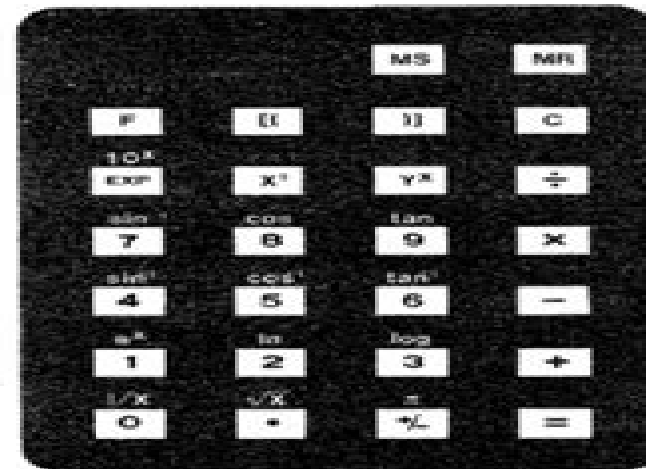 MS MR
F [( )] C
10ˣ
EXP X² Yˣ ÷
sin cos tan
7 8 9 ×
sin⁻¹ cos⁻¹ tan⁻¹
4 5 6 −
eˣ ln log
1 2 3 +
1/X √X π
0 • +/− =